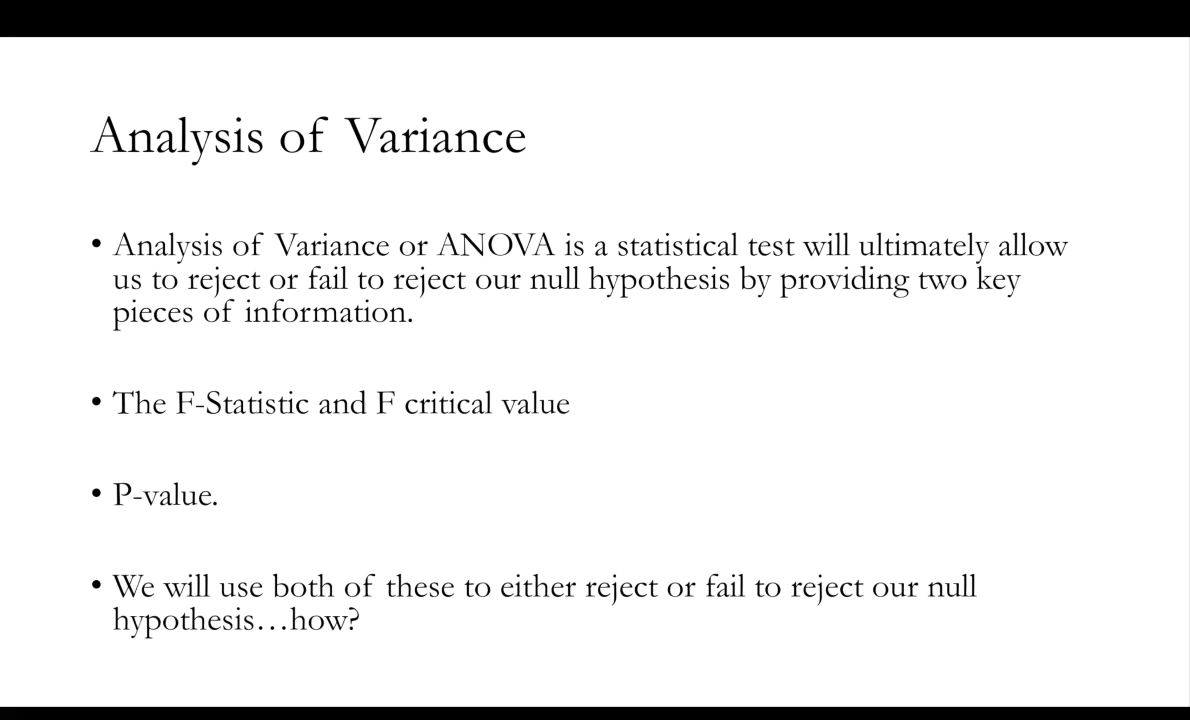 Analysis of Variance
• Analysis of Variance or ANOVA is a statistical test will ultimately allow
us to reject or fail to reject our null hypothesis by providing two key
pieces of information.
• The F-Statistic and F critical value
• P-value.
• We will use both of these to either reject or fail to reject our null
hypothesis…how?